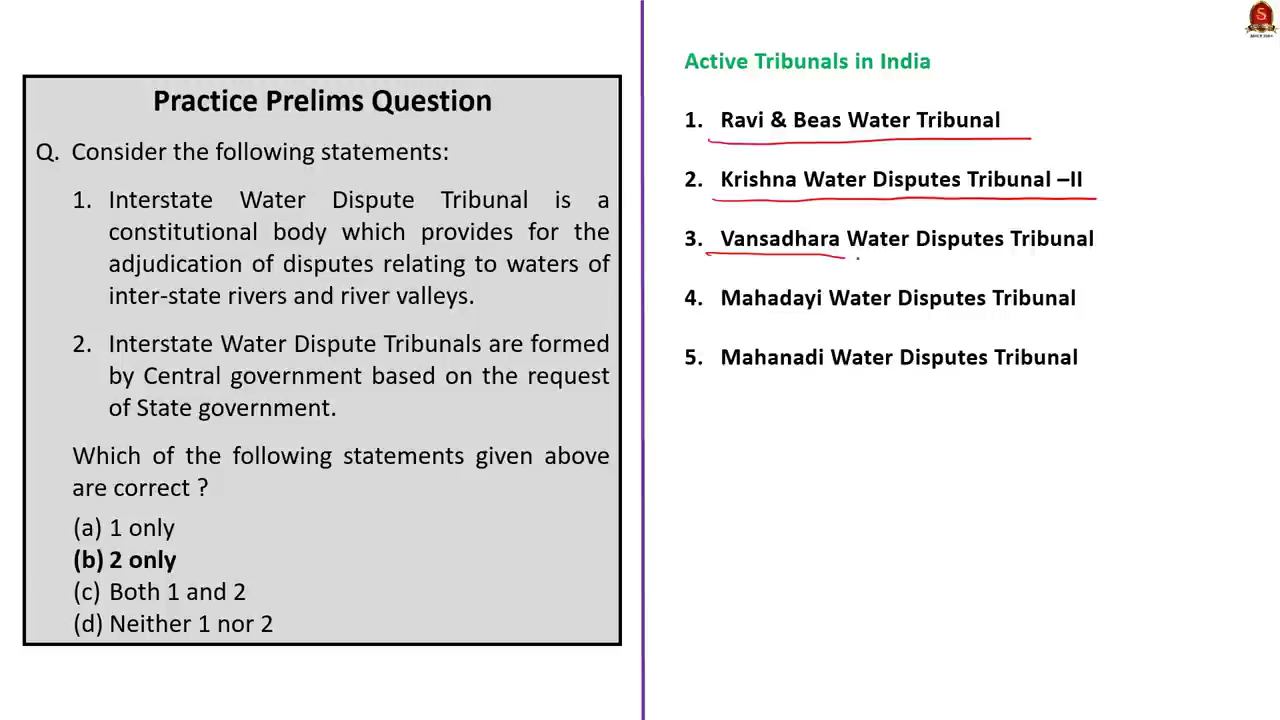 Practice Prelims Question
Q. Consider the following statements:
1. Interstate Water Dispute Tribunal is a
constitutional body which provides for the
adjudication of disputes relating to waters of
inter-state rivers and river valleys.
2. Interstate Water Dispute Tribunals are formed
by Central government based on the request
of State government.
Which of the following statements given above
are correct ?
(a) 1 only
(b) 2 only
(c) Both 1 and 2
(d) Neither 1 nor 2
Active Tribunals in India
1. Ravi & Beas Water Tribunal
2. Krishna Water Disputes Tribunal –II
3. Vansadhara Water Disputes Tribunal
4. Mahadayi Water Disputes Tribunal
5. Mahanadi Water Disputes Tribunal
S